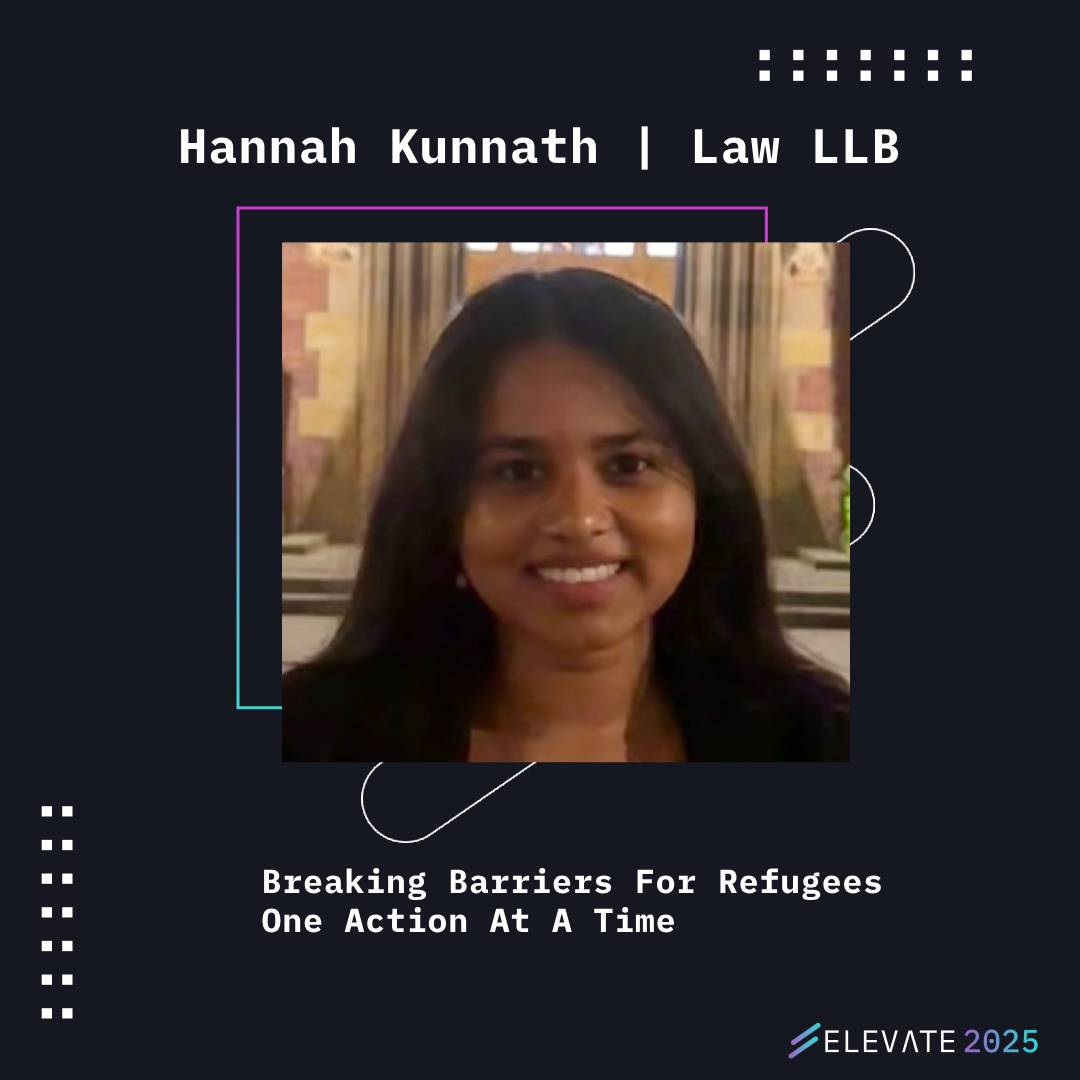 Hannah Kunnath | Law LLB
Breaking Barriers For Refugees
One Action At A Time
ELEVATE 2025